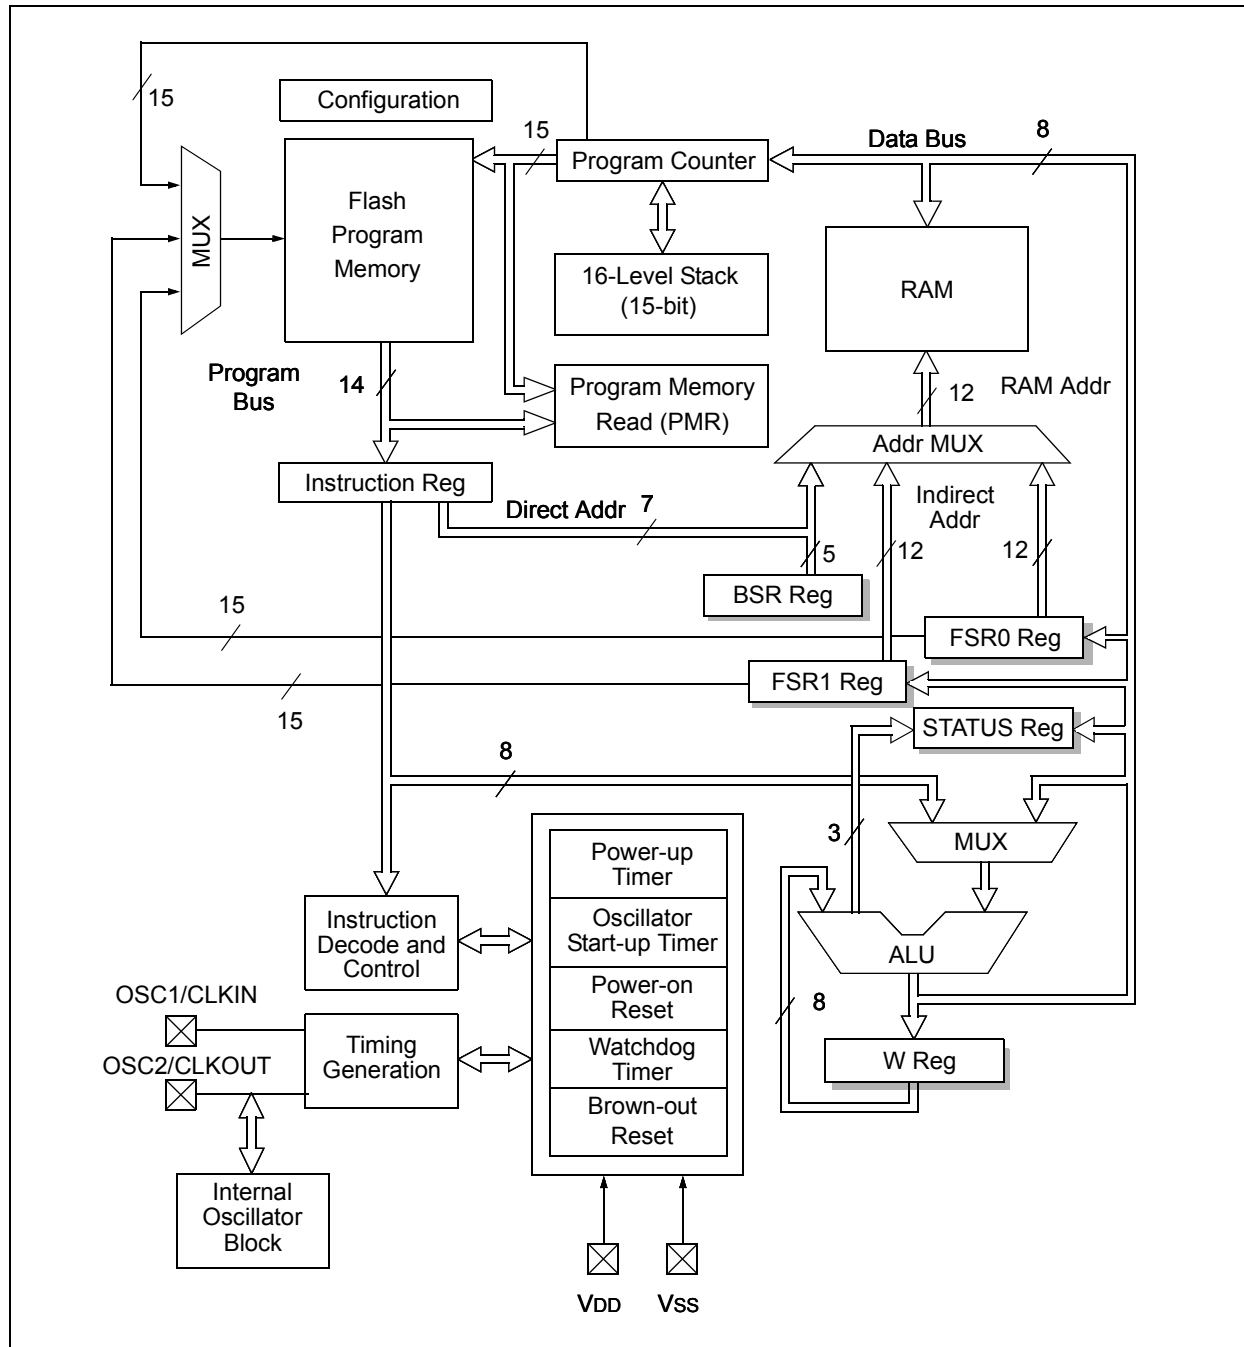 15
Configuration
15
Program Counter
Data Bus
8
MUX
Flash
Program
Memory
16-Level Stack
(15-bit)
RAM
Program
Bus
14
Program Memory
Read (PMR)
12
RAM Addr
Addr MUX
Instruction Reg
Direct Addr
7
Indirect
Addr
5
12
12
BSR Reg
15
FSR0 Reg
FSR1 Reg
15
STATUS Reg
8
3
MUX
Power-up
Timer
Oscillator
Start-up Timer
Power-on
Reset
Watchdog
Timer
Brown-out
Reset
Instruction
Decode and
Control
ALU
8
OSC1/CLKIN
Timing
Generation
OSC2/CLKOUT
W Reg
Internal
Oscillator
Block
VDD
VSS